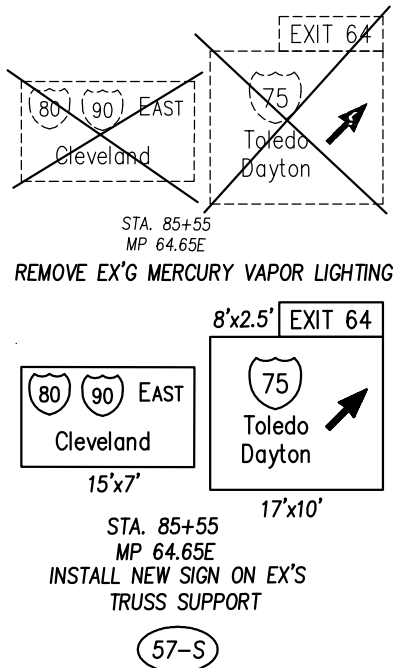 EXIT 64
80 90 EAST
75
Cleveland
Toledo
Dayton
STA. 85+55
MP 64.65E
REMOVE EX'G MERCURY VAPOR LIGHTING
8'x2.5' EXIT 64
80 90 EAST
75
Cleveland
Toledo
Dayton
15'x7'
17'x10'
STA. 85+55
MP 64.65E
INSTALL NEW SIGN ON EX'S
TRUSS SUPPORT
57-S